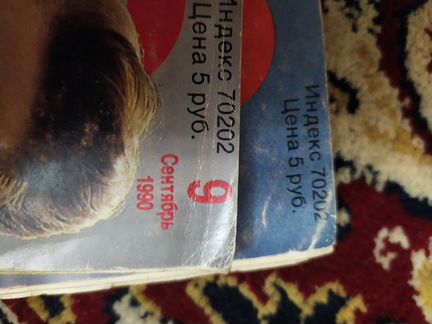 Индекс 70202
Цена 5 руб.
9
Сентябрь
1990
Индекс 70202
Цена 5 руб.